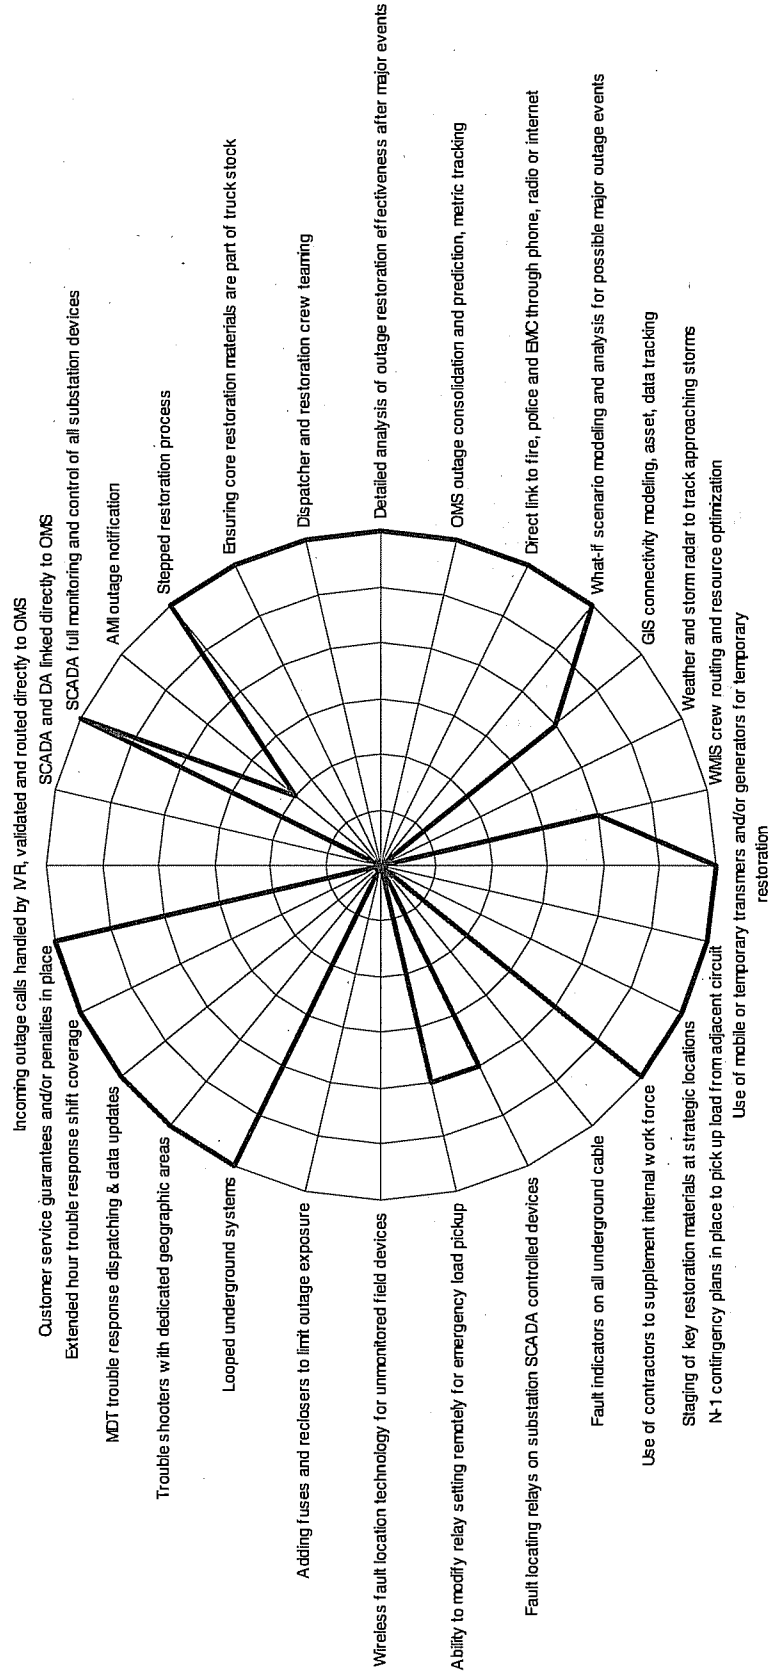 Incoming outage calls handled by IVR, validated and routed directly to OMS
SCADA and DA linked directly to OMS
SCADA full monitoring and control of all substation devices
AMI outage notification
Stepped restoration process
Ensuring core restoration materials are part of truck stock
Dispatcher and restoration crew teaming
Detailed analysis of outage restoration effectiveness after major events
OMS outage consolidation and prediction, metric tracking
Direct link to fire, police and EMC through phone, radio or internet
What-if scenario modeling and analysis for possible major outage events
GIS connectivity modeling, asset, data tracking
Weather and storm radar to track approaching storms
WMIS crew routing and resource optimization
Use of mobile or temporary transmers and/or generators for temporary
restoration
N-1 contingency plans in place to pick up load from adjacent circuit
Staging of key restoration materials at strategic locations
Use of contractors to supplement internal work force
Fault indicators on all underground cable
Fault locating relays on substation SCADA controlled devices
Ability to modify relay setting remotely for emergency load pickup
Wireless fault location technology for unmonitored field devices
Adding fuses and reclosers to limit outage exposure
Looped underground systems
Trouble shooters with dedicated geographic areas
MDT trouble response dispatching & data updates
Extended hour trouble response shift coverage
Customer service guarantees and/or penalties in place